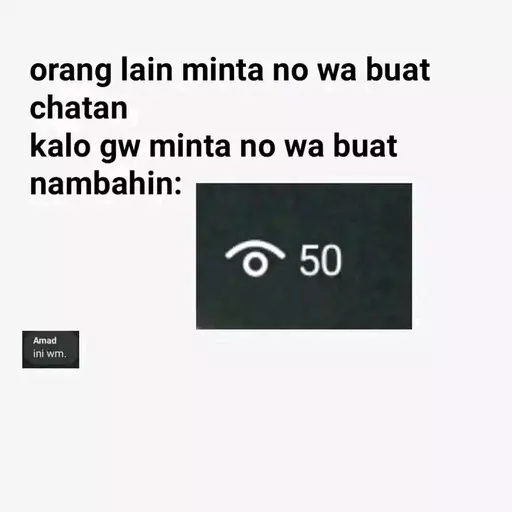 orang lain minta no wa buat
chatan
kalo gw minta no wa buat
nambahin:
50
Amad
ini wm.